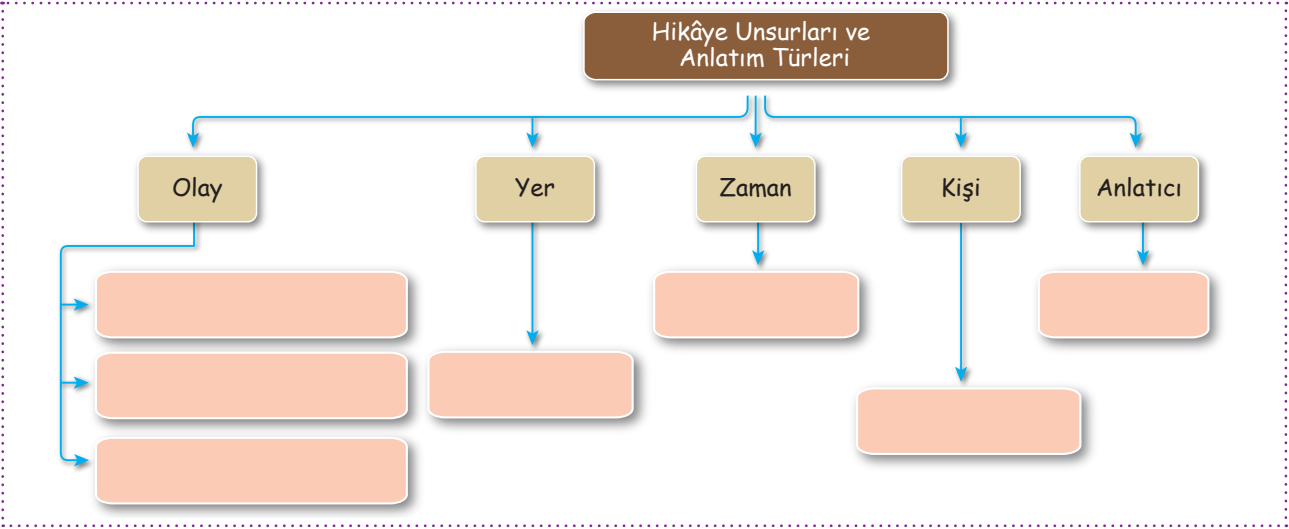 Hikâye Unsurları ve
Anlatım Türleri
Olay
Yer
Zaman
Kişi
Anlatıcı